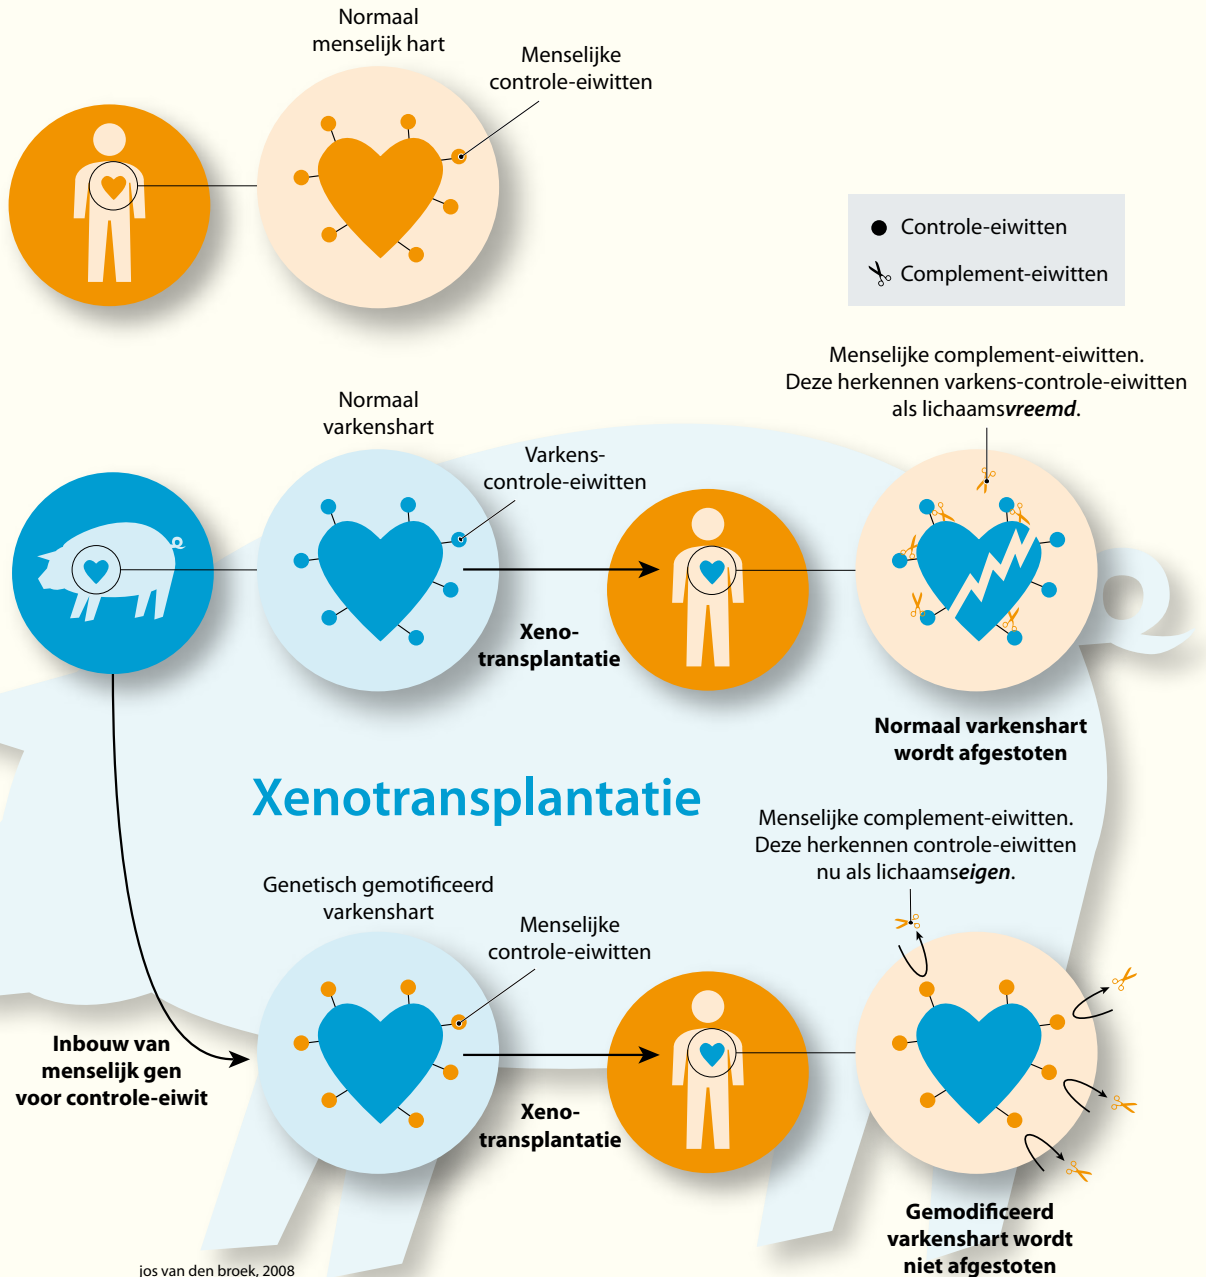 Normaal
menselijk hart
Menselijke
controle-eiwitten
Controle-eiwitten
Complement-eiwitten
Menselijke complement-eiwitten.
Deze herkennen varkens-controle-eiwitten
als lichaamsvreemd.
Normaal
varkenshart
Varkens-
controle-eiwitten
Xeno-
transplantatie
Normaal varkenshart
wordt afgestoten
Xenotransplantatie
Menselijke complement-eiwitten.
Deze herkennen controle-eiwitten
nu als lichaamseigen.
Genetisch gemotificeerd
varkenshart
Menselijke
controle-eiwitten
Inbouw van
menselijk gen
voor controle-eiwit
Xeno-
transplantatie
Gemodificeerd
varkenshart wordt
niet afgestoten
jos van den broek, 2008